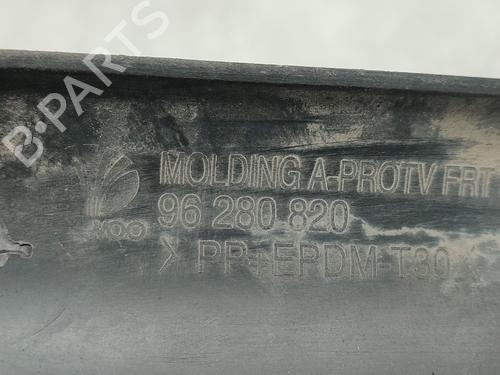 B-PARTS
MOLDING A-PROTV FRT
96 280 820
>PP+EPDM-T30<